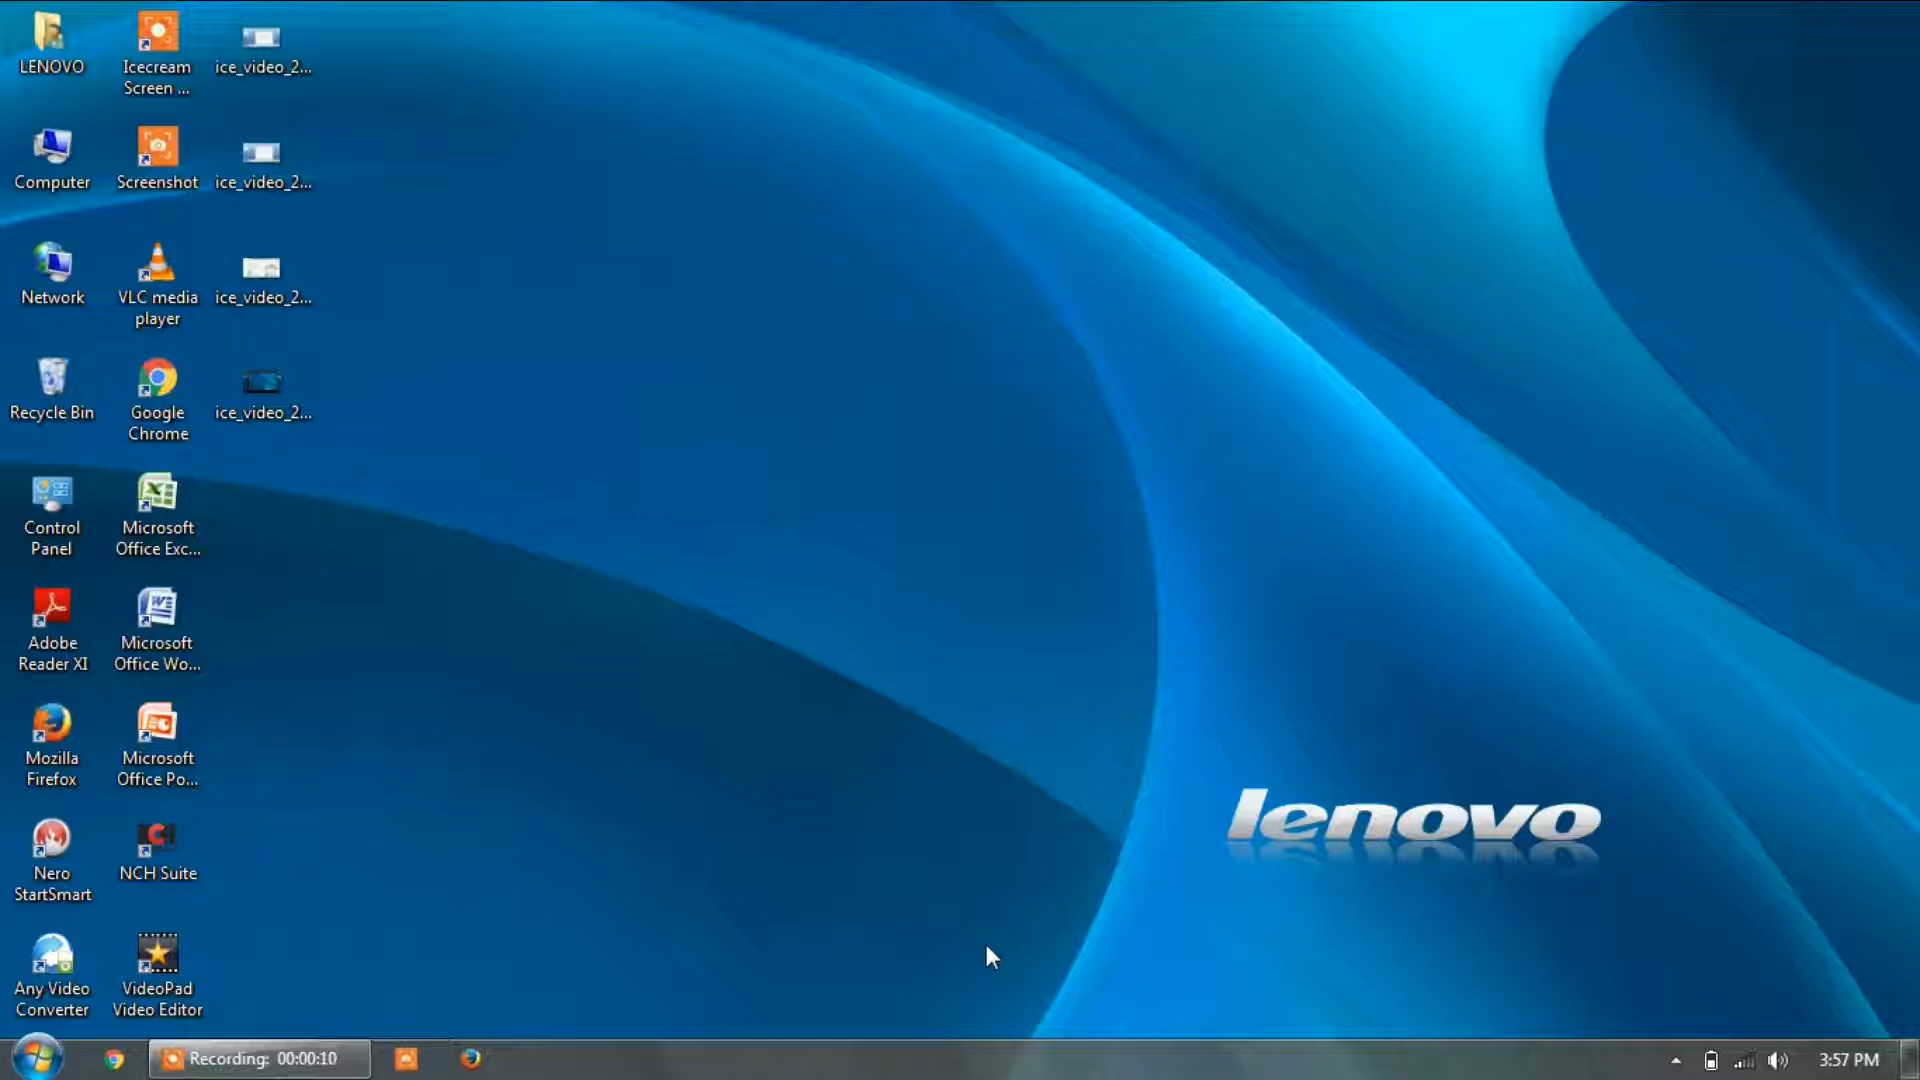 LENOVO
Icecream
Screen ...
ice_video_2...
Computer
Screenshot
ice_video_2...
Network
VLC media
player
ice_video_2...
Recycle Bin
Google
Chrome
ice_video_2...
Control
Panel
Microsoft
Office Exc...
Adobe
Reader XI
Microsoft
Office Wo...
Mozilla
Firefox
Microsoft
Office Po...
Nero
StartSmart
NCH Suite
Any Video
Converter
VideoPad
Video Editor
lenovo
Recording: 00:00:10
3:57 PM